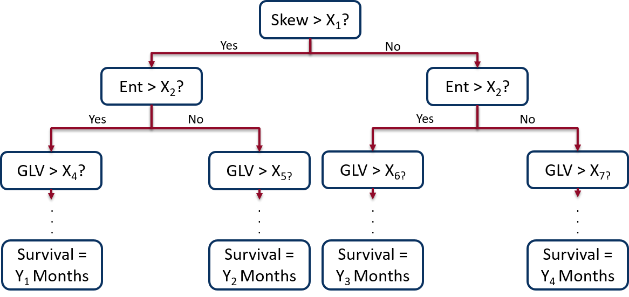 Skew > X1?
Yes
No
Ent > X2?
Ent > X2?
Yes
No
Yes
No
GLV > X4?
GLV > X5?
GLV > X6?
GLV > X7?
Survival =
Y1 Months
Survival =
Y2 Months
Survival =
Y3 Months
Survival =
Y4 Months